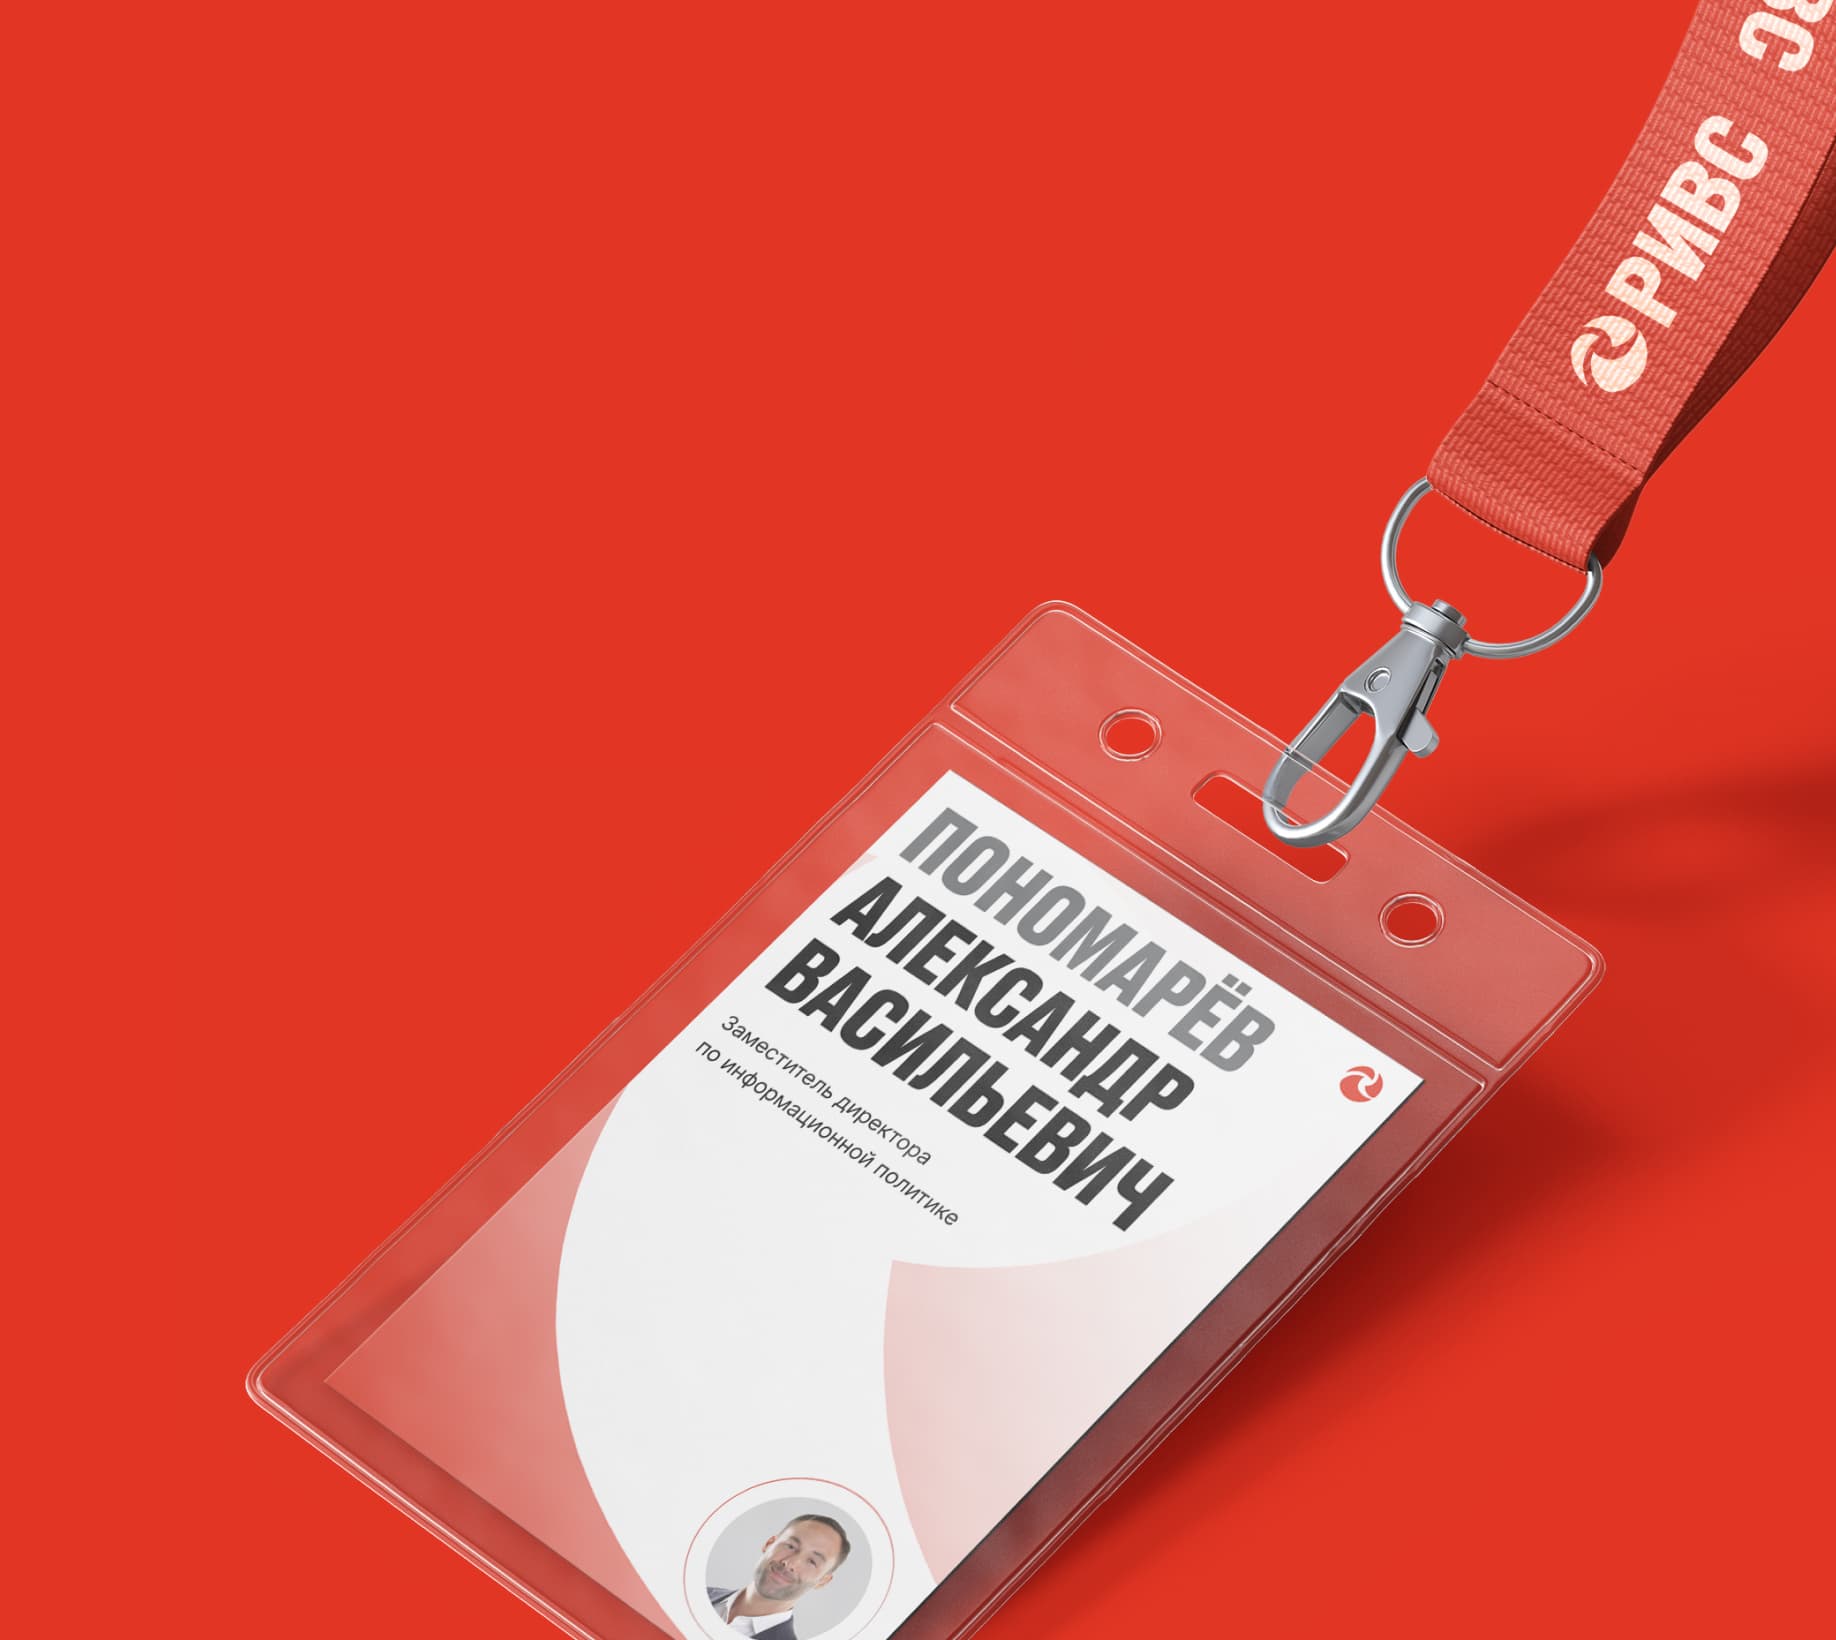 РИВС
ПОНОМАРЁВ
АЛЕКСАНДР
ВАСИЛЬЕВИЧ
Заместитель директора
по информационной политике